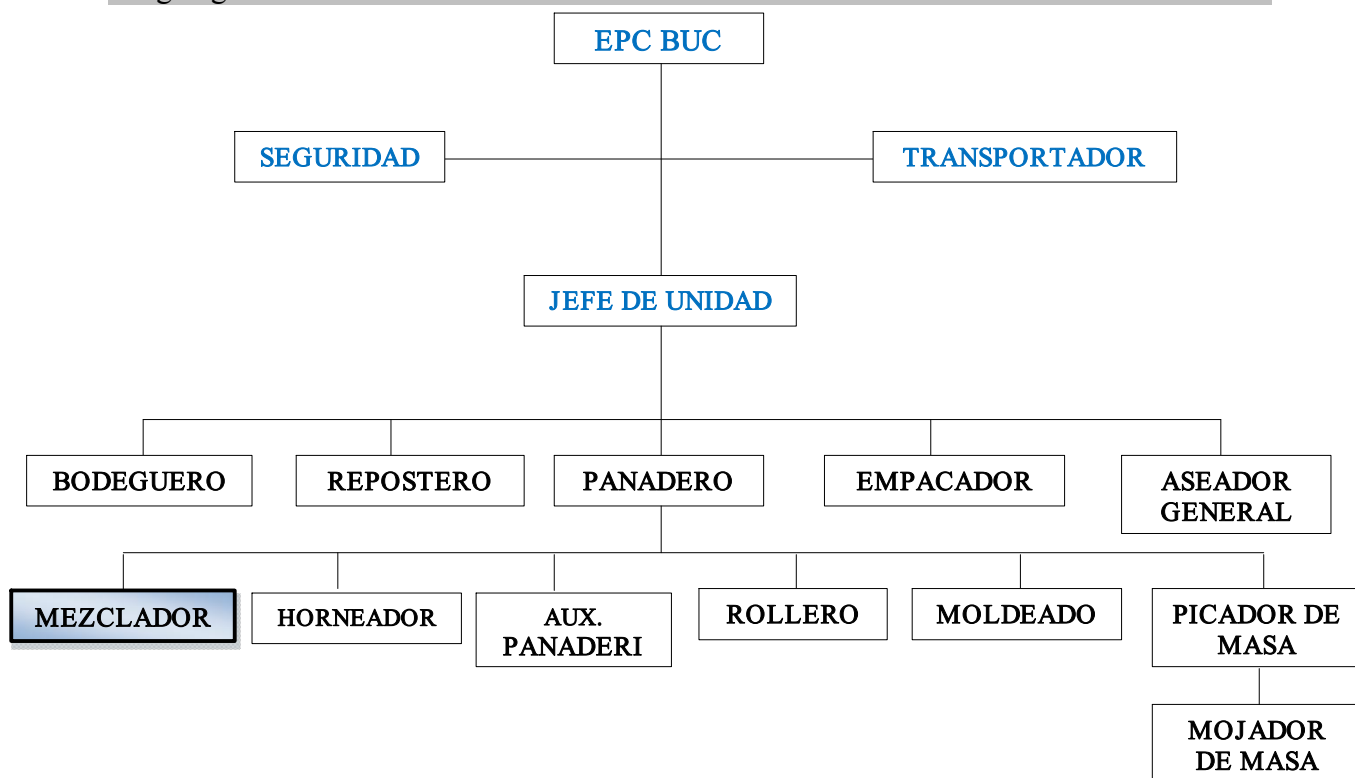 EPC BUC
SEGURIDAD
TRANSPORTADOR
JEFE DE UNIDAD
BODEGUERO
REPOSTERO
PANADERO
EMPACADOR
ASEADOR
GENERAL
MEZCLADOR
HORNEADOR
AUX.
PANADERI
ROLLERO
MOLDEADO
PICADOR DE
MASA
MOJADOR
DE MASA